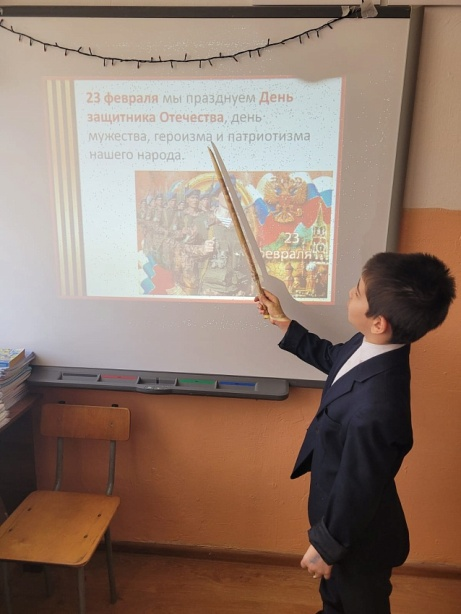 23 февраля мы празднуем День
защитника Отечества, день
мужества, героизма и патриотизма
нашего народа.
23
февраля